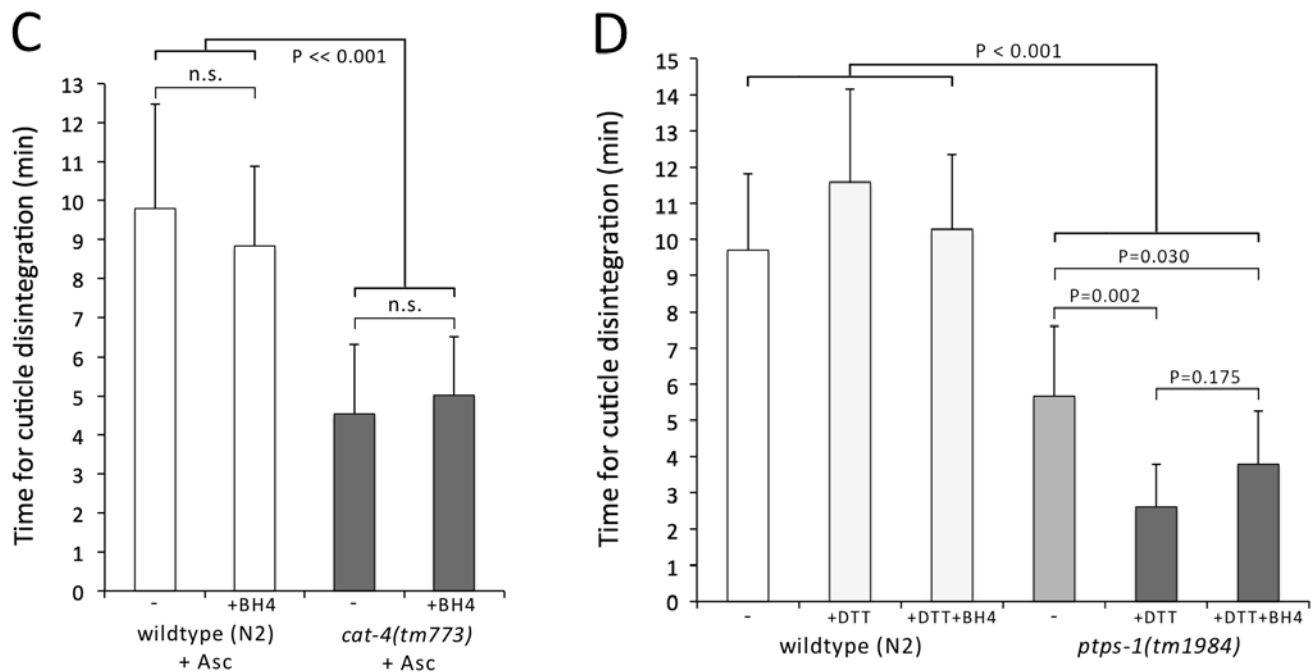 C
P << 0.001
n.s.
n.s.
Time for cuticle disintegration (min)
13
12
11
10
9
8
7
6
5
4
3
2
1
0
- +BH4 - +BH4
wildtype (N2) cat-4(tm773)
+ Asc + Asc
D
P < 0.001
P=0.030
P=0.002
P=0.175
Time for cuticle disintegration (min)
15
14
13
12
11
10
9
8
7
6
5
4
3
2
1
0
- +DTT +DTT+BH4 - +DTT +DTT+BH4
wildtype (N2) ptps-1(tm1984)